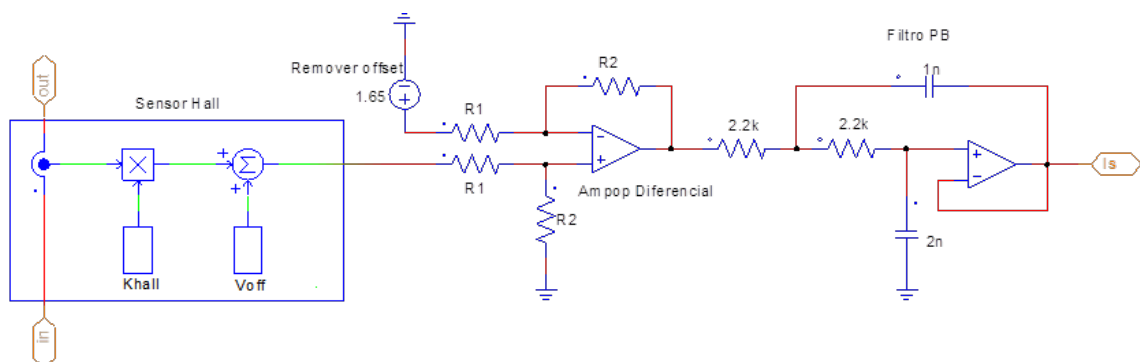 Filtro PB
out
Remover offset
R2
1n
Sensor Hall
1.65
R1
2.2k
2.2k
Is
R1
Ampop Diferencial
R2
2n
Khall
Voff
in